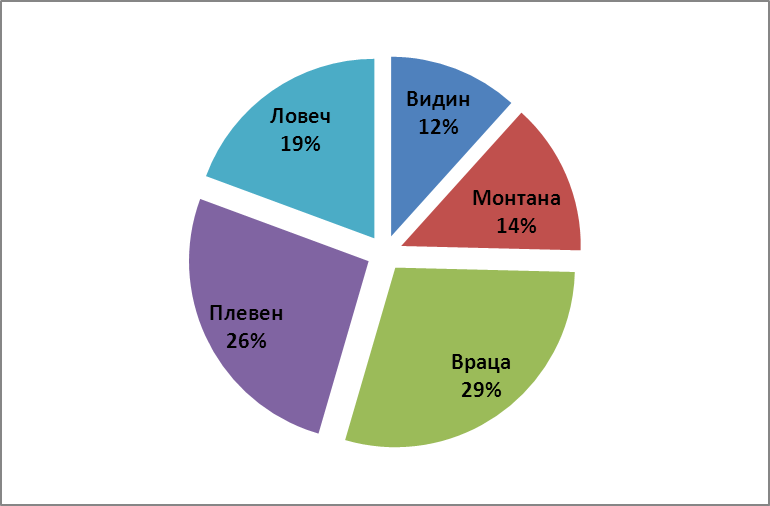 Видин
12%
Монтана
14%
Враца
29%
Плевен
26%
Ловеч
19%